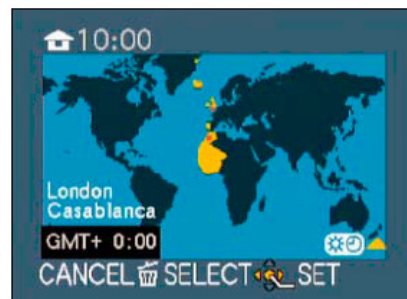 10:00
London
Casablanca
GMT+ 0:00
CANCEL SELECT SET